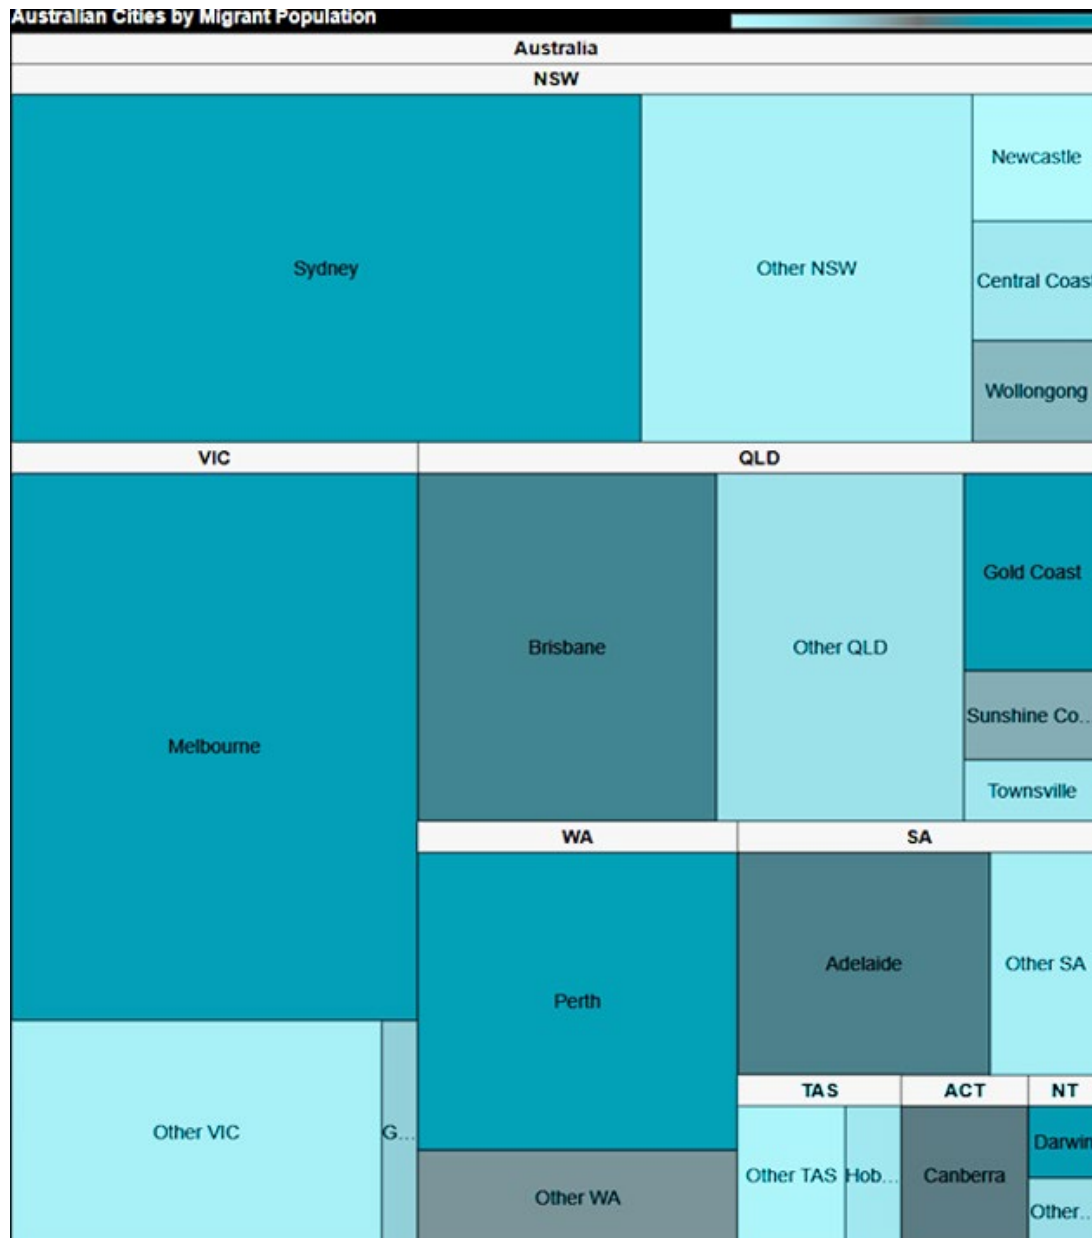 Australian Cities by Migrant Population
Australia
NSW
Sydney
Other NSW
Newcastle
Central Coast
Wollongong
VIC
QLD
Melbourne
Brisbane
Other QLD
Gold Coast
Sunshine Co...
Townsville
WA
SA
Perth
Adelaide
Other SA
Other VIC
G...
Other WA
TAS
ACT
NT
Other TAS
Hob...
Canberra
Darwin
Other...